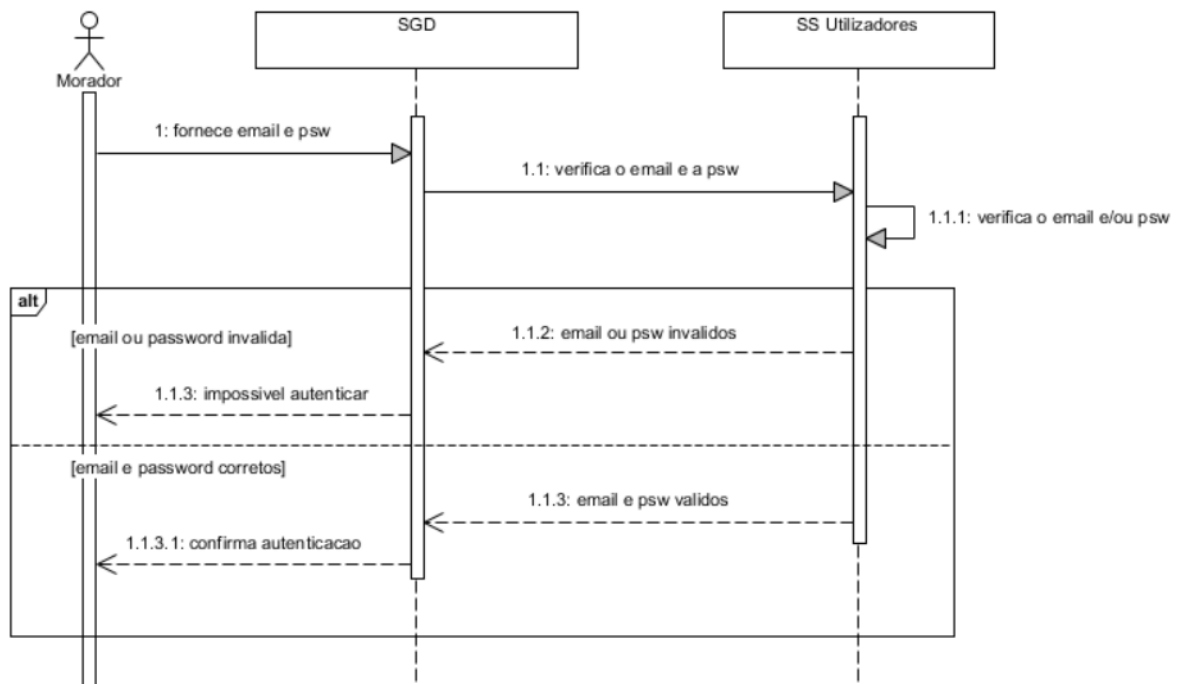 SGD
SS Utilizadores
Morador
1: fornece email e psw
1.1: verifica o email e a psw
1.1.1: verifica o email e/ou psw
alt
[email ou password invalida]
1.1.2: email ou psw invalidos
1.1.3: impossivel autenticar
[email e password corretos]
1.1.3: email e psw validos
1.1.3.1: confirma autenticacao